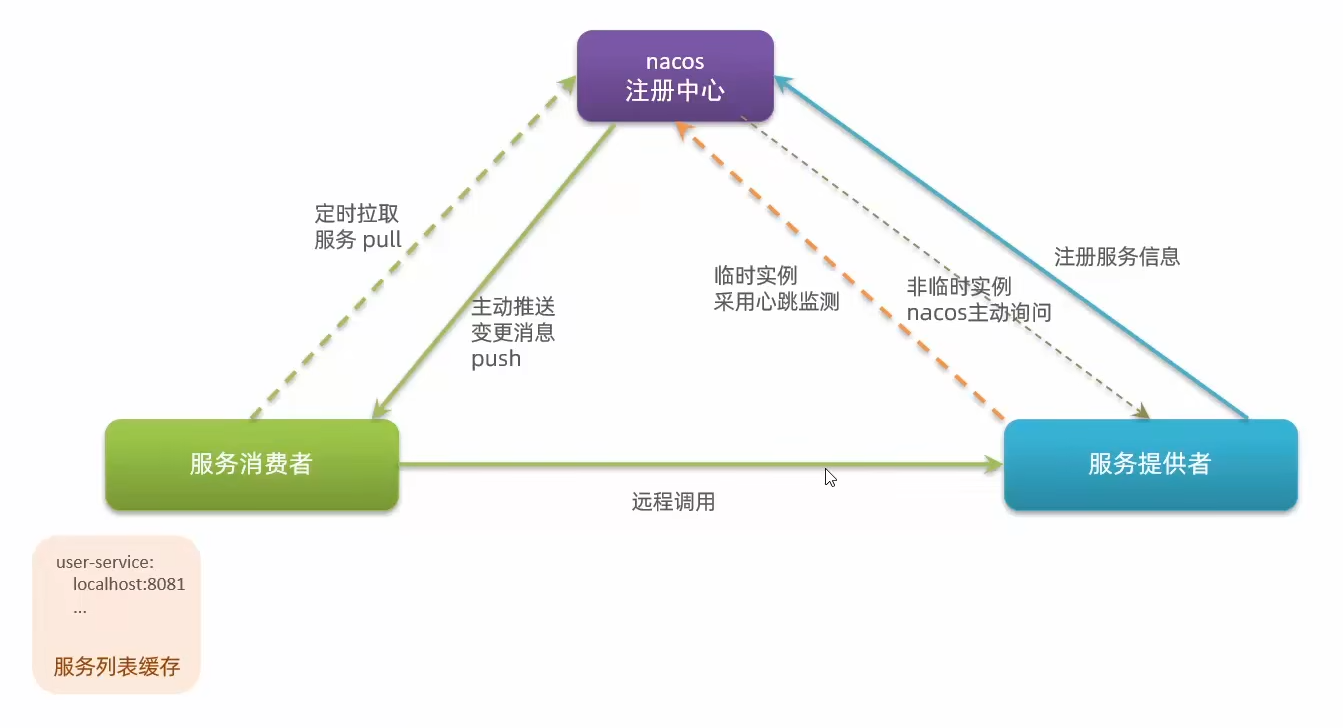 nacos
注册中心
定时拉取
服务 pull
主动推送
变更消息
push
临时实例
采用心跳监测
非临时实例
nacos主动询问
注册服务信息
服务消费者
服务提供者
远程调用
user-service:
localhost:8081
...
服务列表缓存